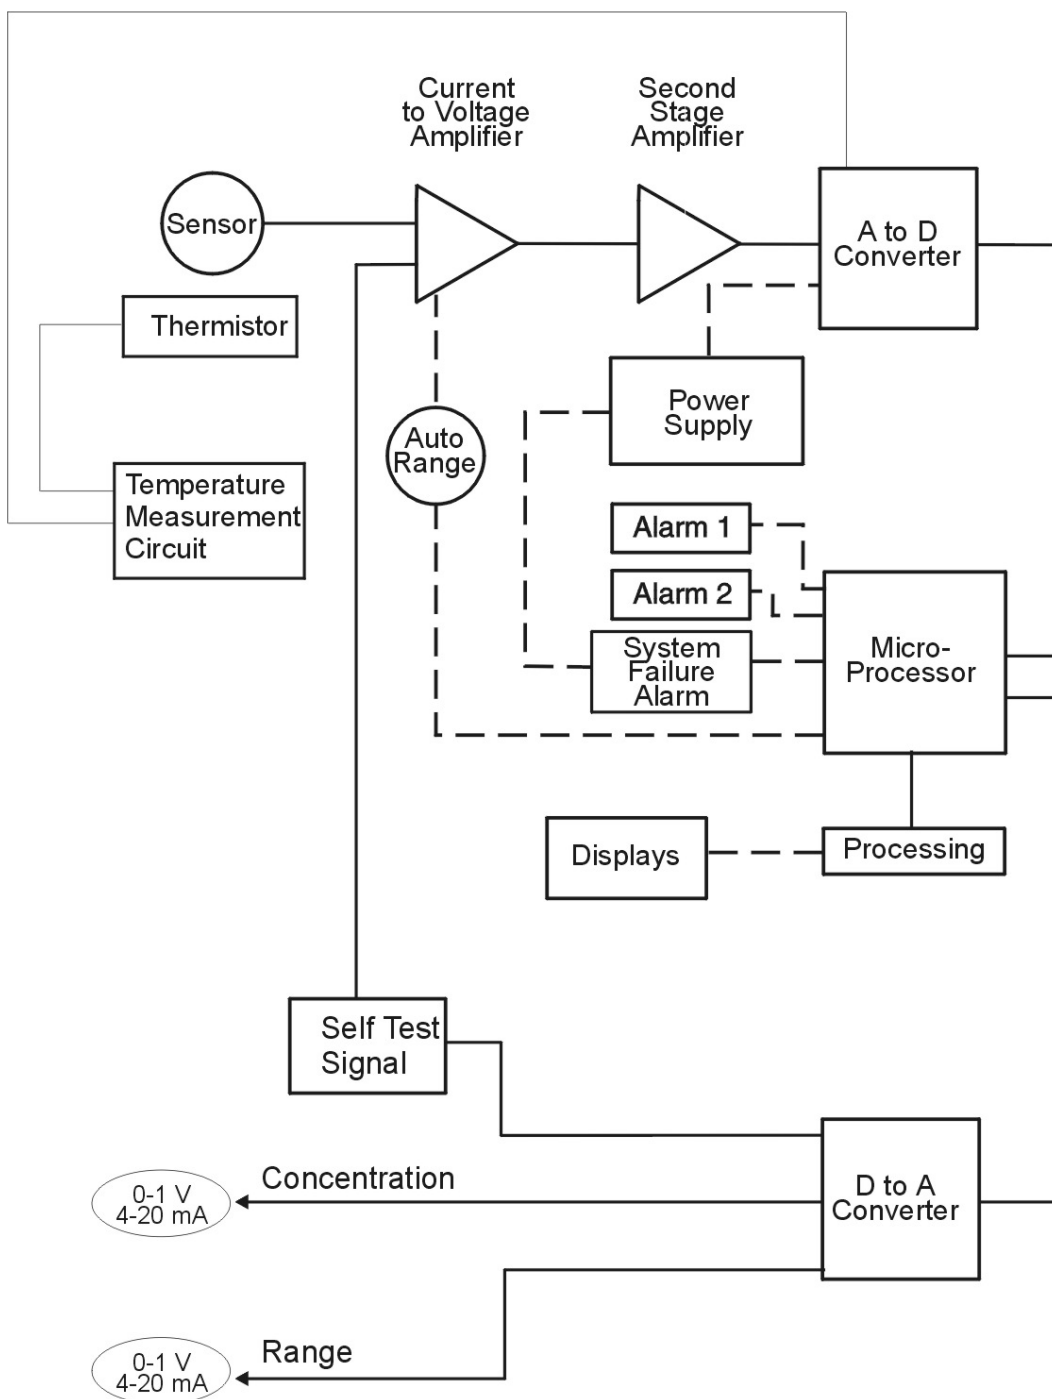 Current
to Voltage
Amplifier
Second
Stage
Amplifier
Sensor
A to D
Converter
Thermistor
Power
Supply
Auto
Range
Temperature
Measurement
Circuit
Alarm 1
Alarm 2
System
Failure
Alarm
Micro-
Processor
Displays
Processing
Self Test
Signal
Concentration
0-1 V
4-20 mA
D to A
Converter
Range
0-1 V
4-20 mA